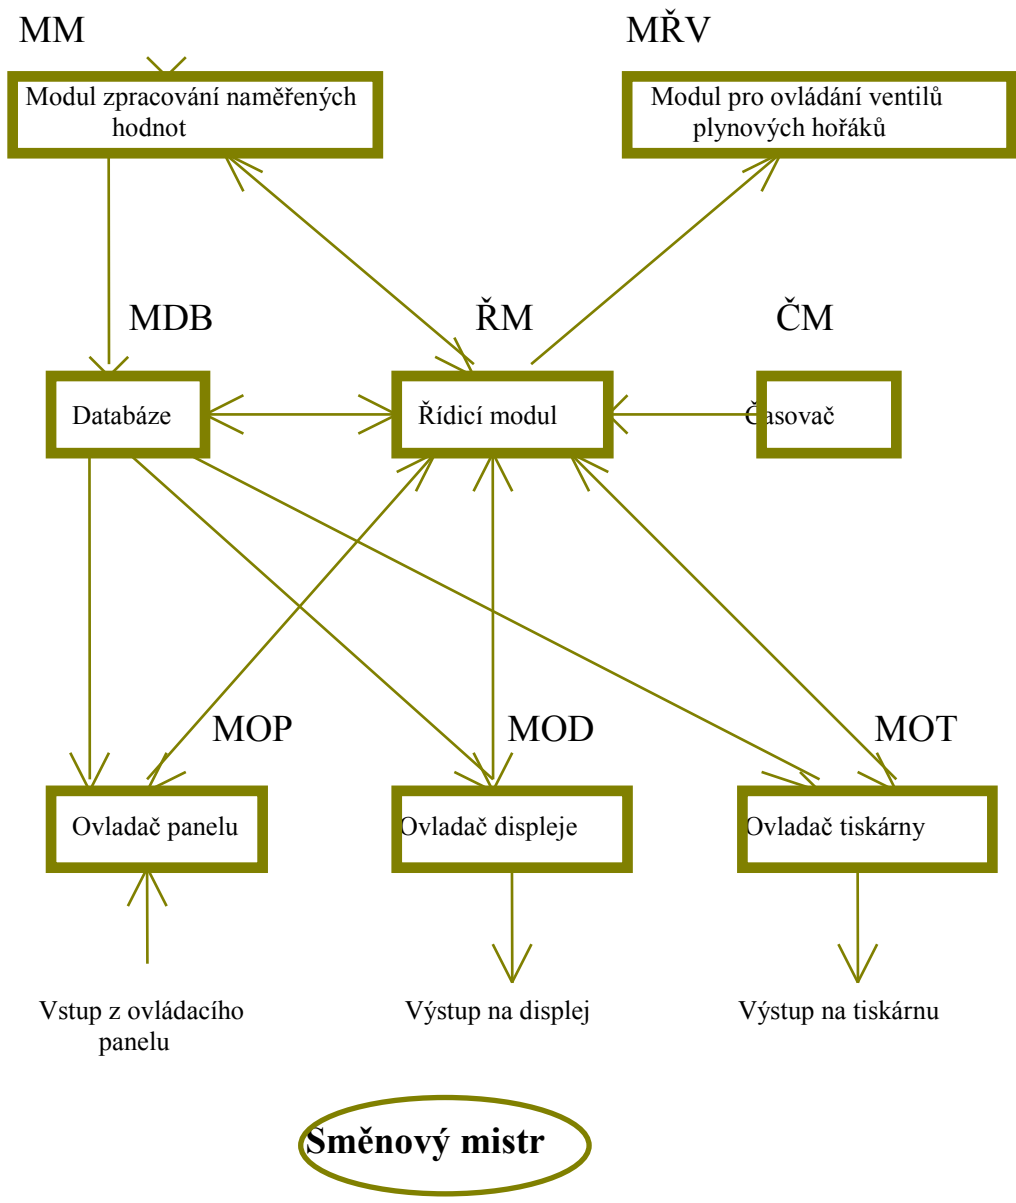 MM
MŘV
Modul zpracování naměřených
hodnot
Modul pro ovládání ventilů
plynových hořáků
MDB
ŘM
ČM
Databáze
Řídicí modul
Časovač
MOP
MOD
MOT
Ovladač panelu
Ovladač displeje
Ovladač tiskárny
Vstup z ovládacího
panelu
Výstup na displej
Výstup na tiskárnu
Směnový mistr